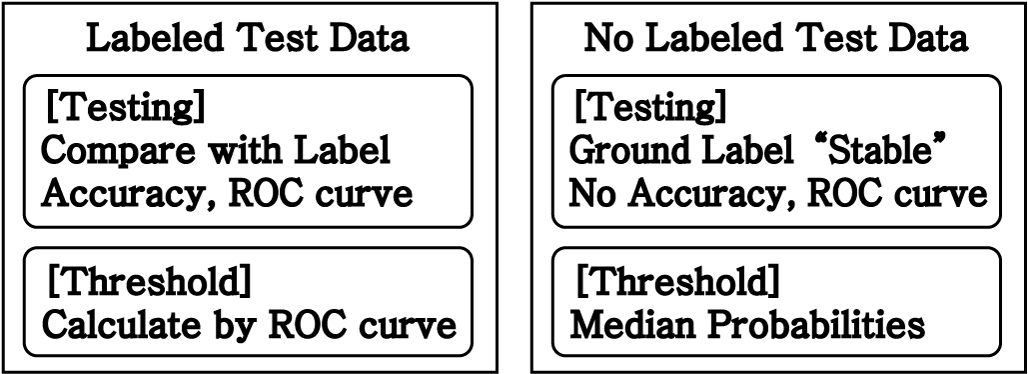 Labeled Test Data
[Testing]
Compare with Label
Accuracy, ROC curve
[Threshold]
Calculate by ROC curve
No Labeled Test Data
[Testing]
Ground Label “Stable”
No Accuracy, ROC curve
[Threshold]
Median Probabilities